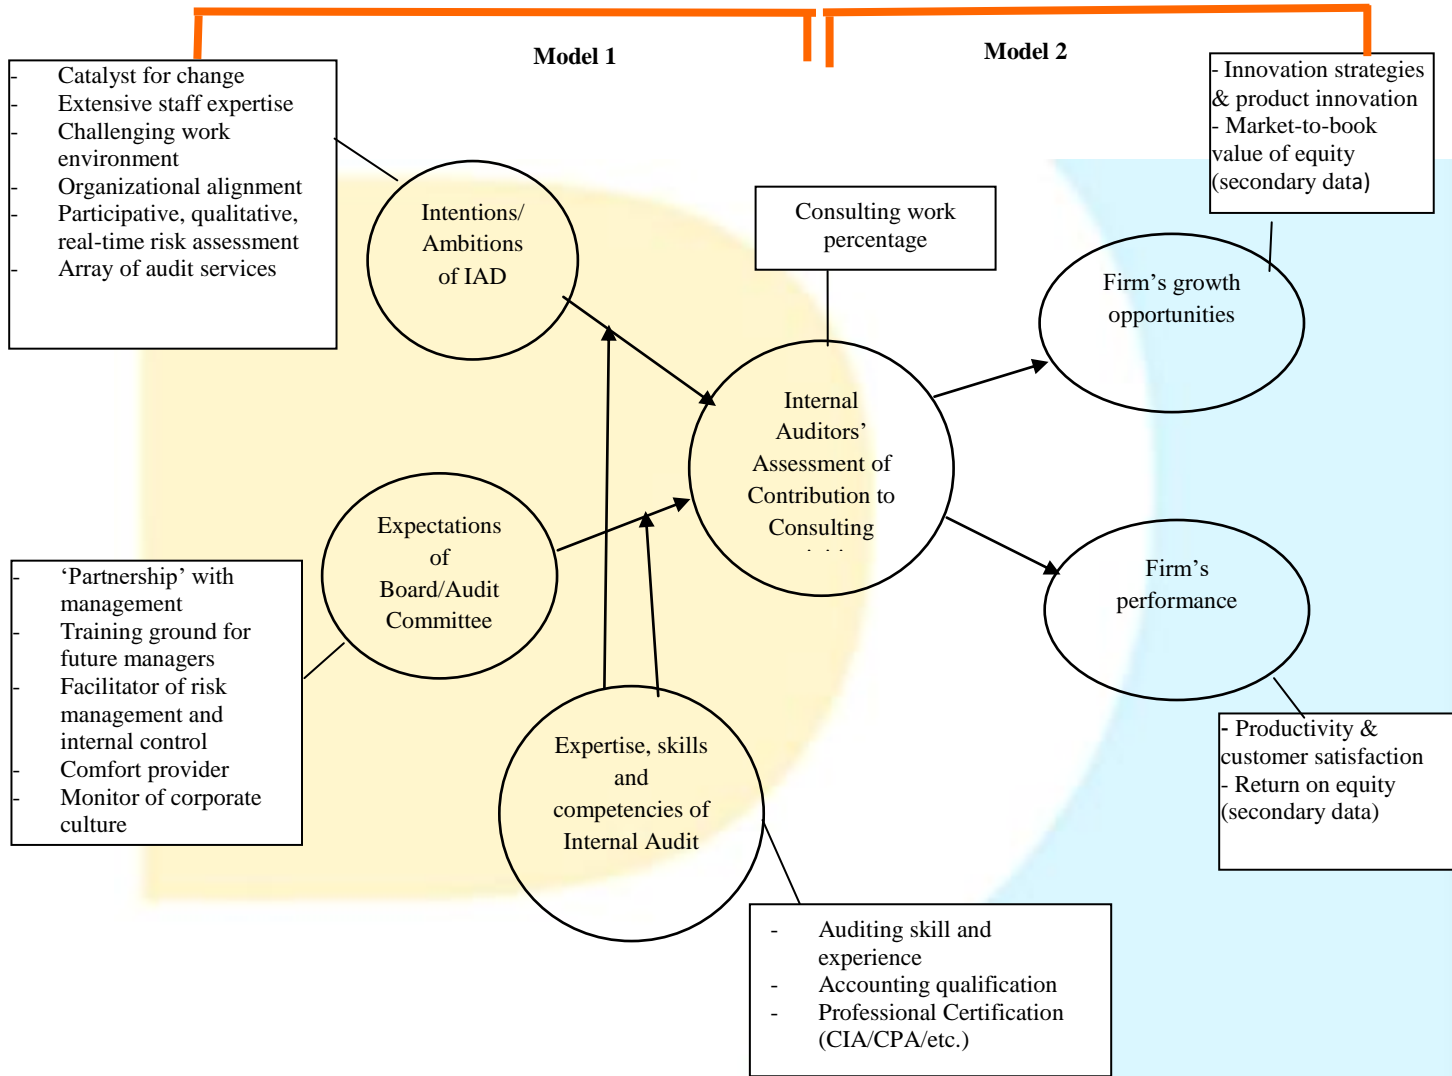 Model 1
Model 2
- Catalyst for change
- Extensive staff expertise
- Challenging work
environment
- Organizational alignment
- Participative, qualitative,
real-time risk assessment
- Array of audit services
Intentions/
Ambitions
of IAD
Consulting work
percentage
- Innovation strategies
& product innovation
- Market-to-book
value of equity
(secondary data)
Firm’s growth
opportunities
Internal
Auditors’
Assessment of
Contribution to
Consulting
Expectations
of
Board/Audit
Committee
- ‘Partnership’ with
management
- Training ground for
future managers
- Facilitator of risk
management and
internal control
- Comfort provider
- Monitor of corporate
culture
Firm’s
performance
Expertise, skills
and
competencies of
Internal Audit
- Productivity &
customer satisfaction
- Return on equity
(secondary data)
- Auditing skill and
experience
- Accounting qualification
- Professional Certification
(CIA/CPA/etc.)